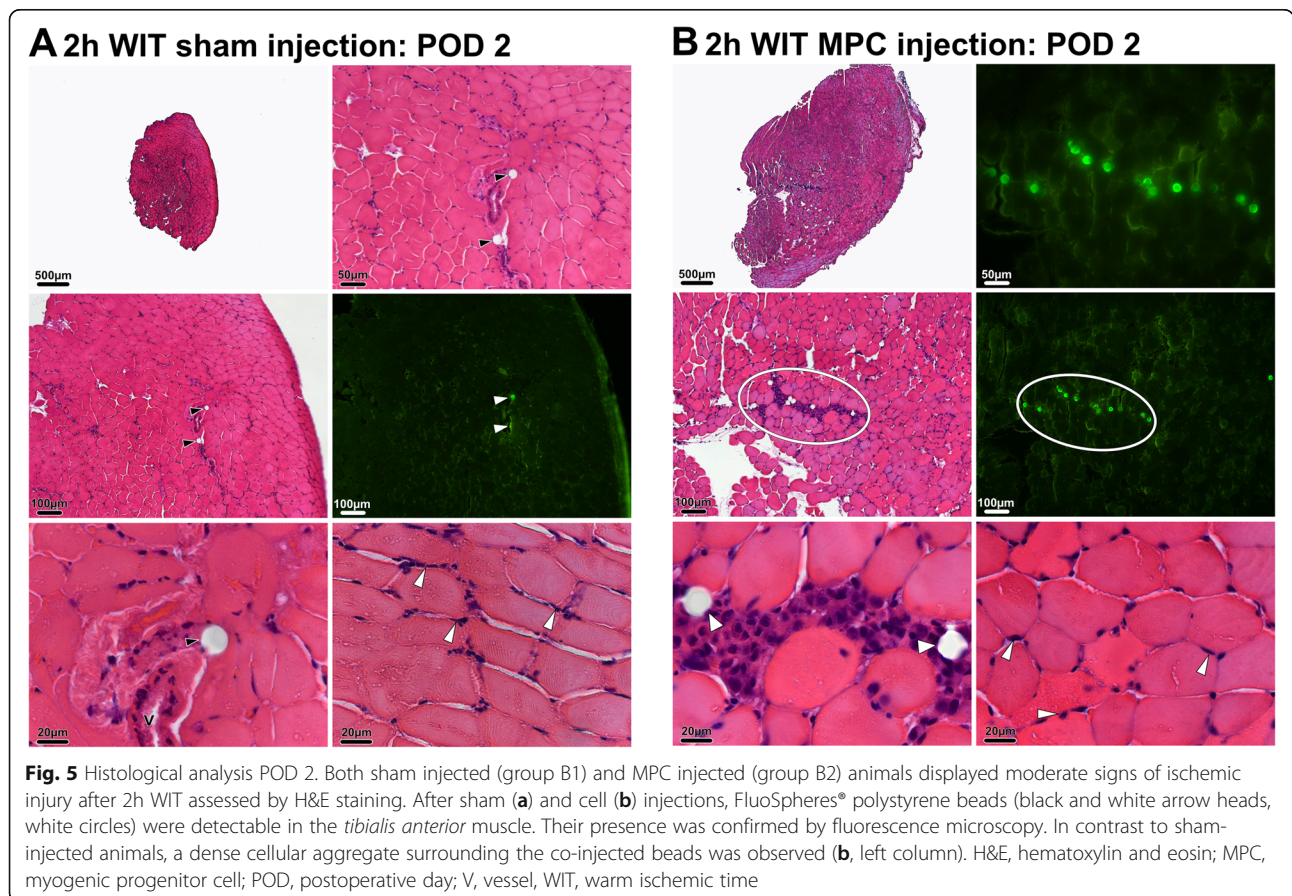 A 2h WIT sham injection: POD 2
B 2h WIT MPC injection: POD 2
500µm
50µm
100µm
100µm
V
20µm
20µm
500µm
50µm
100µm
100µm
20µm
20µm
Fig. 5 Histological analysis POD 2. Both sham injected (group B1) and MPC injected (group B2) animals displayed moderate signs of ischemic
injury after 2h WIT assessed by H&E staining. After sham (a) and cell (b) injections, FluoSpheres® polystyrene beads (black and white arrow heads,
white circles) were detectable in the tibialis anterior muscle. Their presence was confirmed by fluorescence microscopy. In contrast to sham-
injected animals, a dense cellular aggregate surrounding the co-injected beads was observed (b, left column). H&E, hematoxylin and eosin; MPC,
myogenic progenitor cell; POD, postoperative day; V, vessel, WIT, warm ischemic time